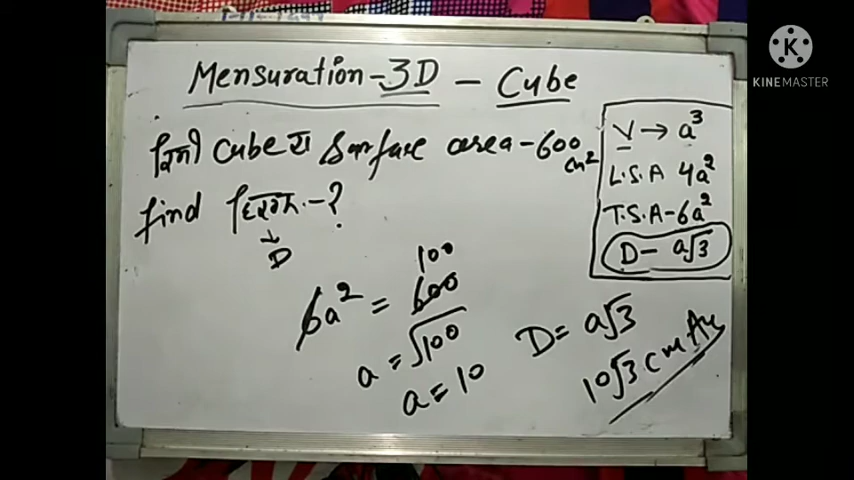 Mensuration-3D - Cube
किसी Cube का Surface area - 600 cm²
find विकर्ण - ?
↓
D
V → a³
L.S.A 4a²
T.S.A - 6a²
D - a√3
100
6a² = 600
a = √100
a = 10
D = a√3
10√3 cm Ans
K
KINEMASTER